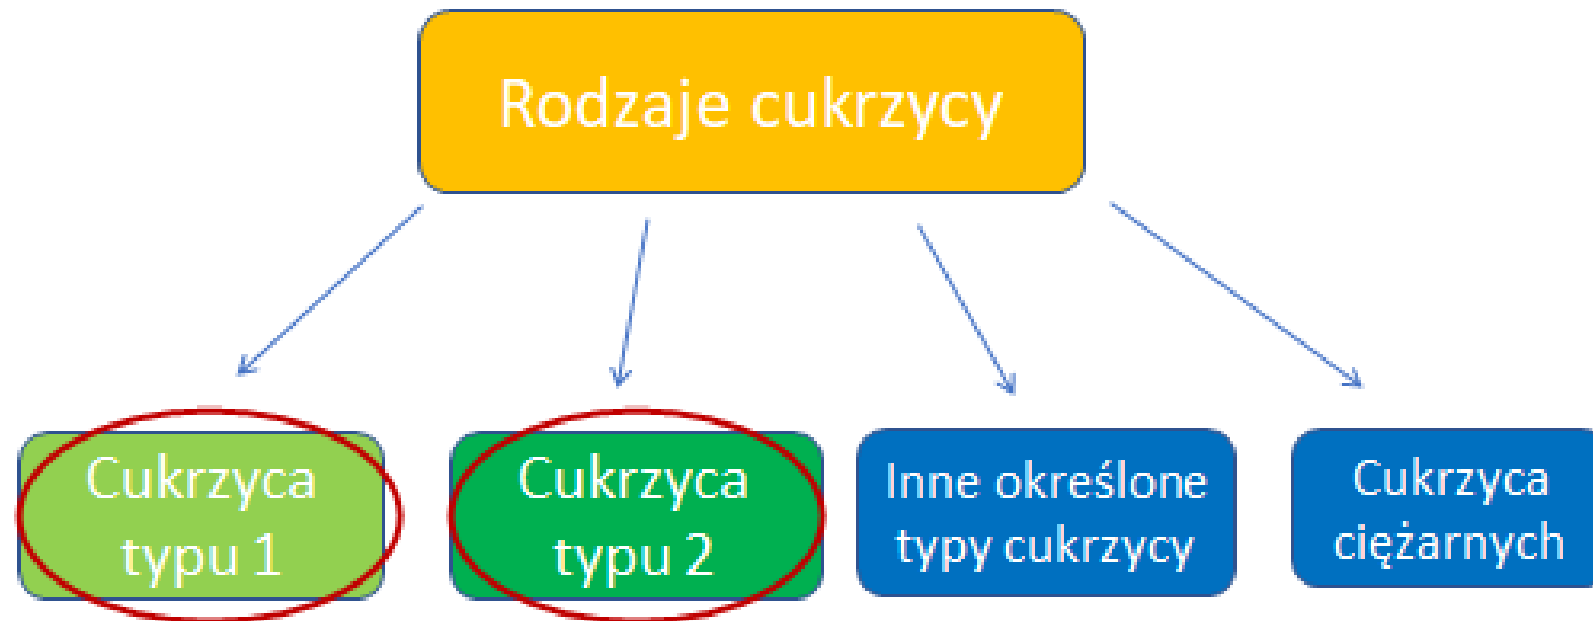 Rodzaje cukrzycy
Cukrzyca
typu 1
Cukrzyca
typu 2
Inne określone
typy cukrzycy
Cukrzyca
ciężarnych